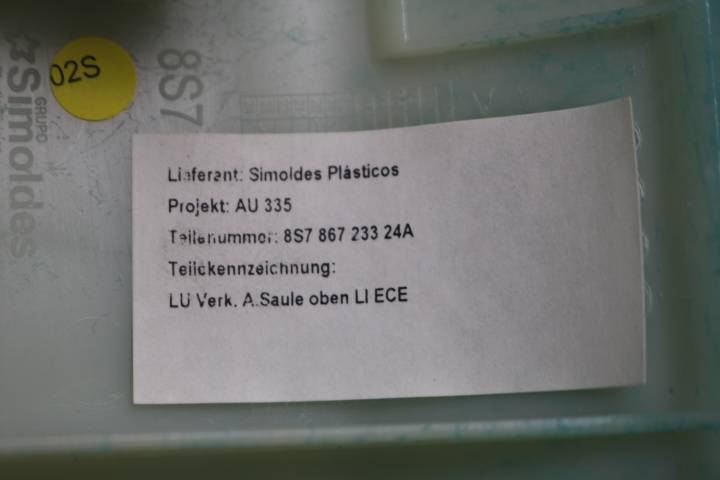 02S
8S7
GRUPO
Simoldes
Lieferant: Simoldes Plásticos
Projekt: AU 335
Teilenummer: 8S7 867 233 24A
Teilekennzeichnung:
LU Verk. A.Saule oben LI ECE